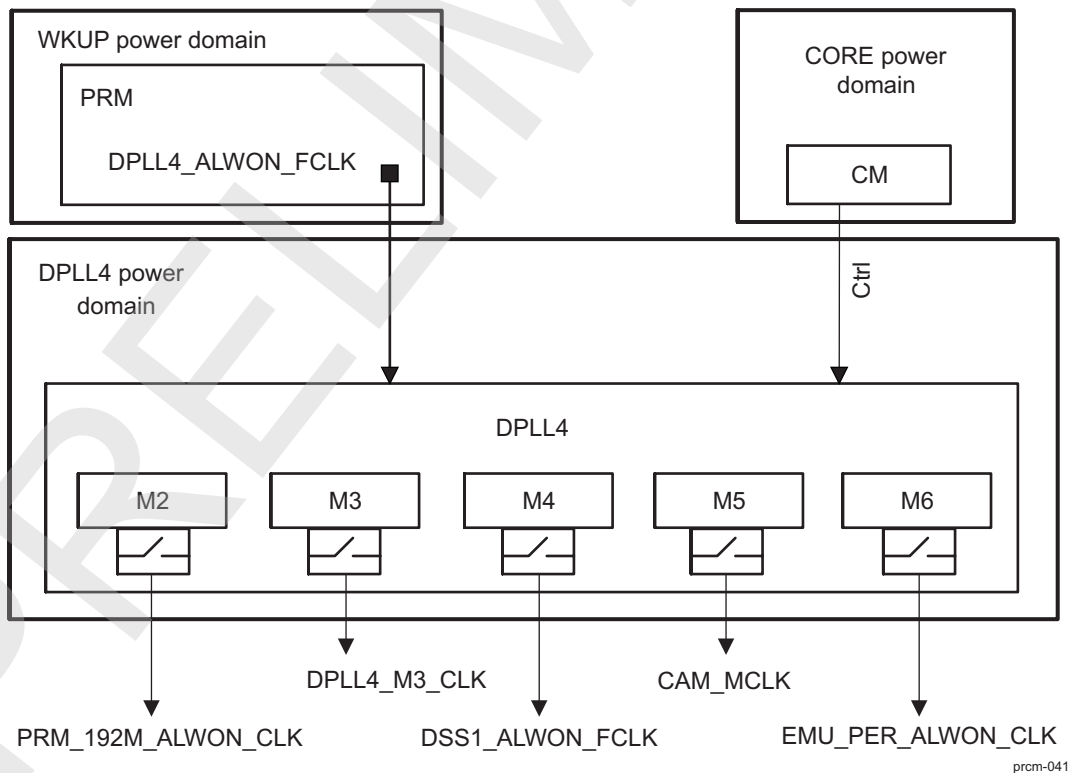 WKUP power domain
PRM
DPLL4_ALWON_FCLK
CORE power
domain
CM
DPLL4 power
domain
Ctrl
DPLL4
M2
M3
M4
M5
M6
DPLL4_M3_CLK
CAM_MCLK
PRM_192M_ALWON_CLK
DSS1_ALWON_FCLK
EMU_PER_ALWON_CLK
prcm-041
PRELIM